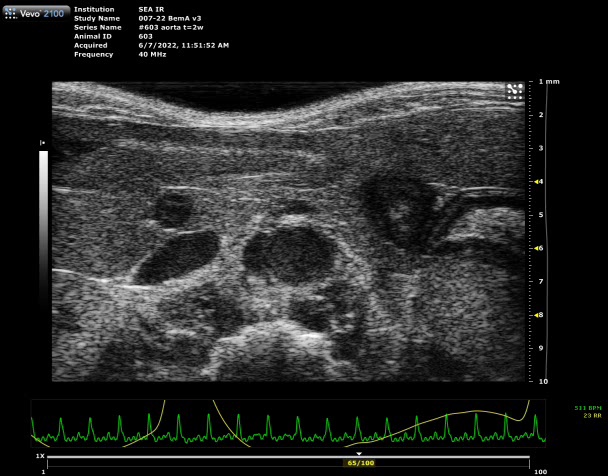 Vevo 2100
Institution SEA IR
Study Name 007-22 BemA v3
Series Name #603 aorta t=2w
Animal ID 603
Acquired 6/7/2022, 11:51:52 AM
Frequency 40 MHz
1 mm
2
3
4
5
6
7
8
9
10
BPM
23 RR
1X
65/100
1
100